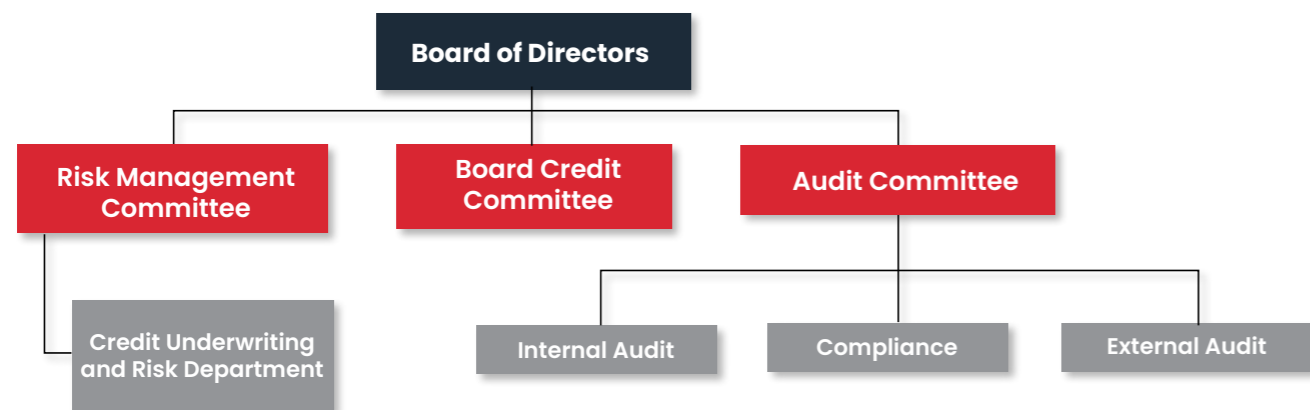 Board of Directors
Risk Management
Committee
Board Credit
Committee
Audit Committee
Credit Underwriting
and Risk Department
Internal Audit
Compliance
External Audit